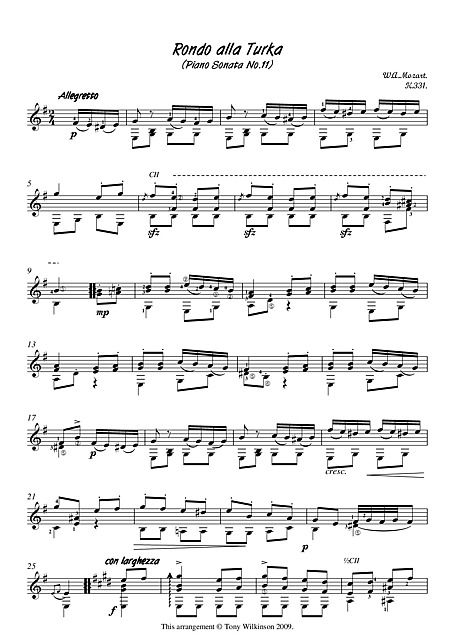 Rondo alla Turka
(Piano Sonata No.11)
W.A.Mozart.
K.331.
Allegretto
p
5
CII
sfz
sfz
sfz
9
mp
13
17
p
cresc.
21
p
25
con larghezza
½CII
f
This arrangement © Tony Wilkinson 2009.